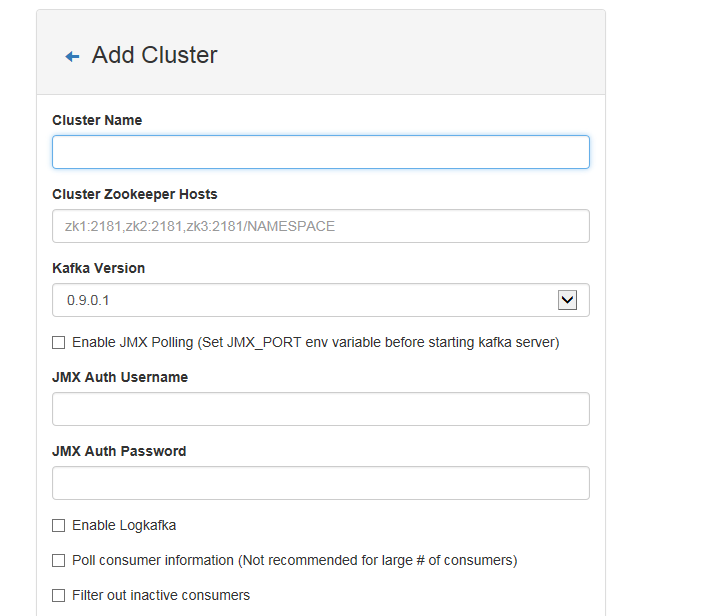 Add Cluster
Cluster Name
Cluster Zookeeper Hosts
zk1:2181,zk2:2181,zk3:2181/NAMESPACE
Kafka Version
0.9.0.1
Enable JMX Polling (Set JMX_PORT env variable before starting kafka server)
JMX Auth Username
JMX Auth Password
Enable Logkafka
Poll consumer information (Not recommended for large # of consumers)
Filter out inactive consumers